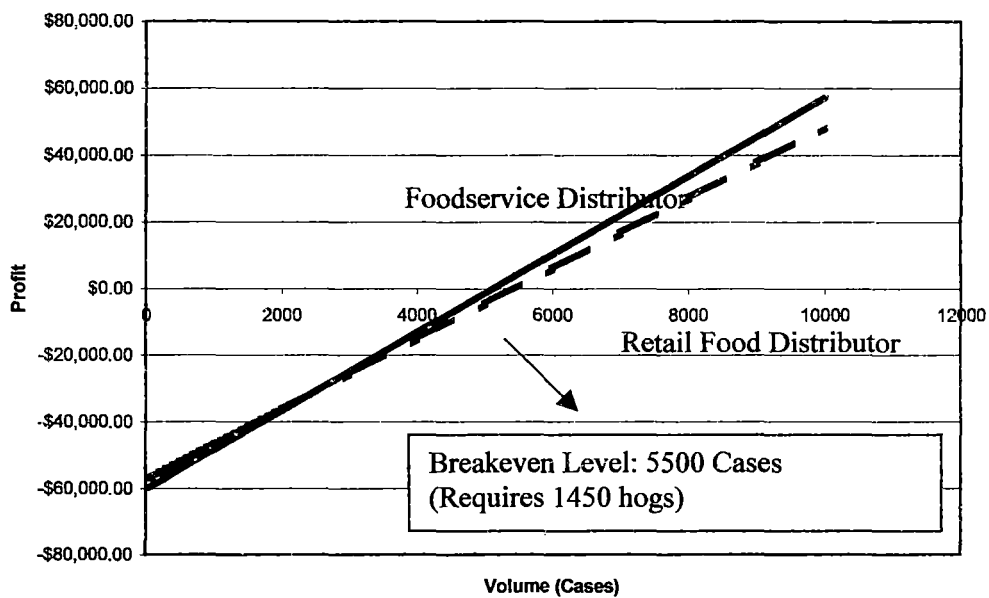 $80,000.00
$60,000.00
$40,000.00
Foodservice Distributor
$20,000.00
Profit
$0.00
0 2000 4000 6000 8000 10000 12000
Retail Food Distributor
-$20,000.00
-$40,000.00
Breakeven Level: 5500 Cases
(Requires 1450 hogs)
-$60,000.00
-$80,000.00
Volume (Cases)